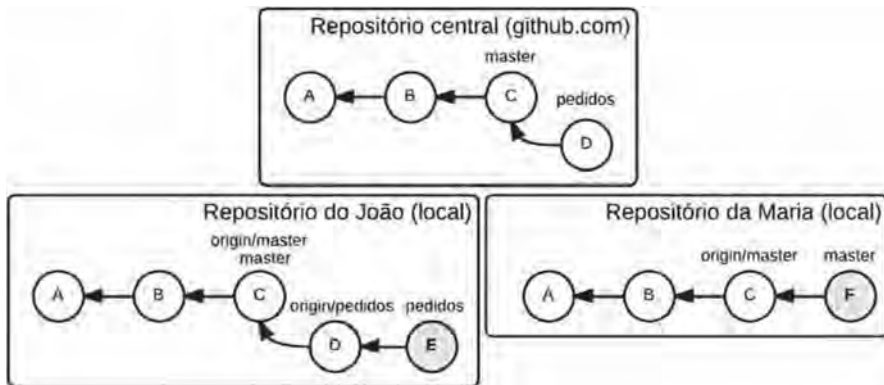 Repositório central (github.com)
master
A
B
C
pedidos
D
Repositório do João (local)
origin/master
master
A
B
C
origin/pedidos
pedidos
D
E
Repositório da Maria (local)
origin/master
master
A
B
C
F